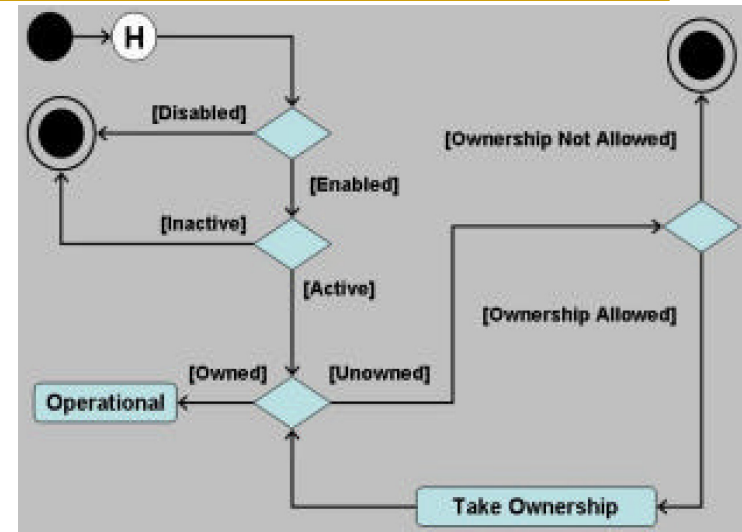 H
[Disabled]
[Ownership Not Allowed]
[Enabled]
[Inactive]
[Active]
[Ownership Allowed]
[Owned]
[Unowned]
Operational
Take Ownership